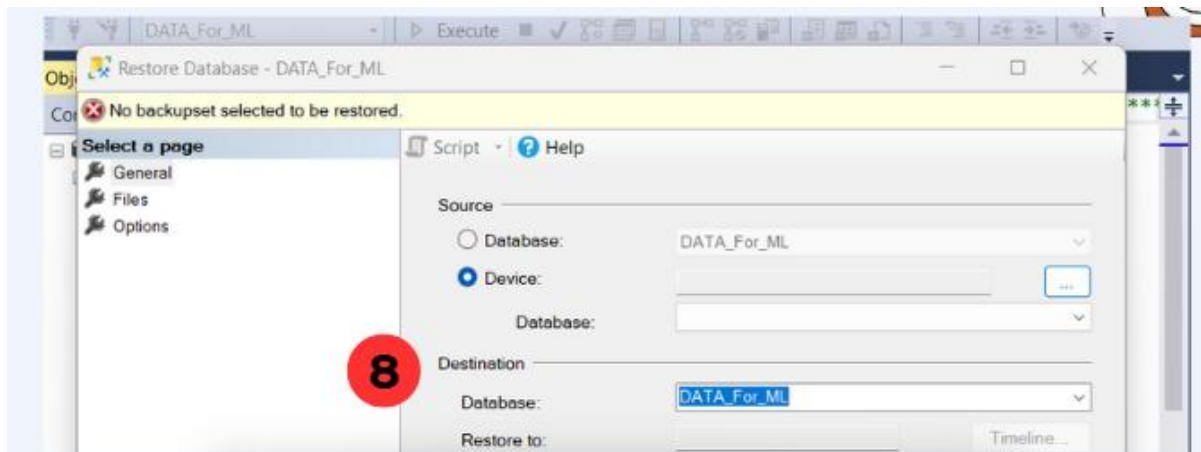 DATA_For_ML Execute
Restore Database - DATA_For_ML
Obj
No backupset selected to be restored.
Select a page
Script Help
General
Files
Options
Source
Database: DATA_For_ML
Device: ...
Database:
8
Destination
Database: DATA_For_ML
Restore to: Timeline...